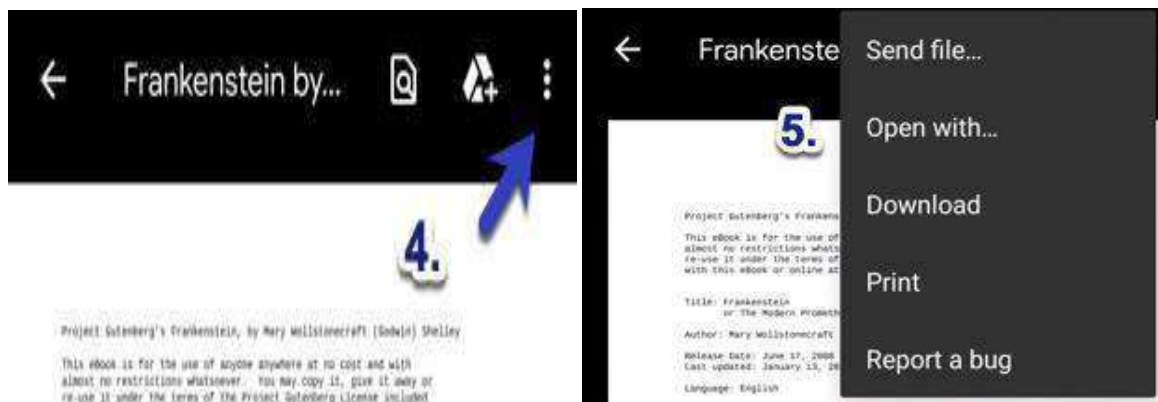 Frankenstein by...
4.
Project Gutenberg's Frankenstein, by Mary Wollstonecraft (Godwin) Shelley
This eBook is for the use of anyone anywhere at no cost and with
almost no restrictions whatsoever. You may copy it, give it away or
re-use it under the terms of the Project Gutenberg License included
Frankenste
5.
Project Gutenberg's Frankens
This eBook is for the use of
almost no restrictions whats
re-use it under the terms of
with this eBook or online at
Title: Frankenstein
or The Modern Prometh
Author: Mary Wollstonecraft
Release Date: June 17, 2008
Last updated: January 13, 20
Language: English
Send file...
Open with...
Download
Print
Report a bug